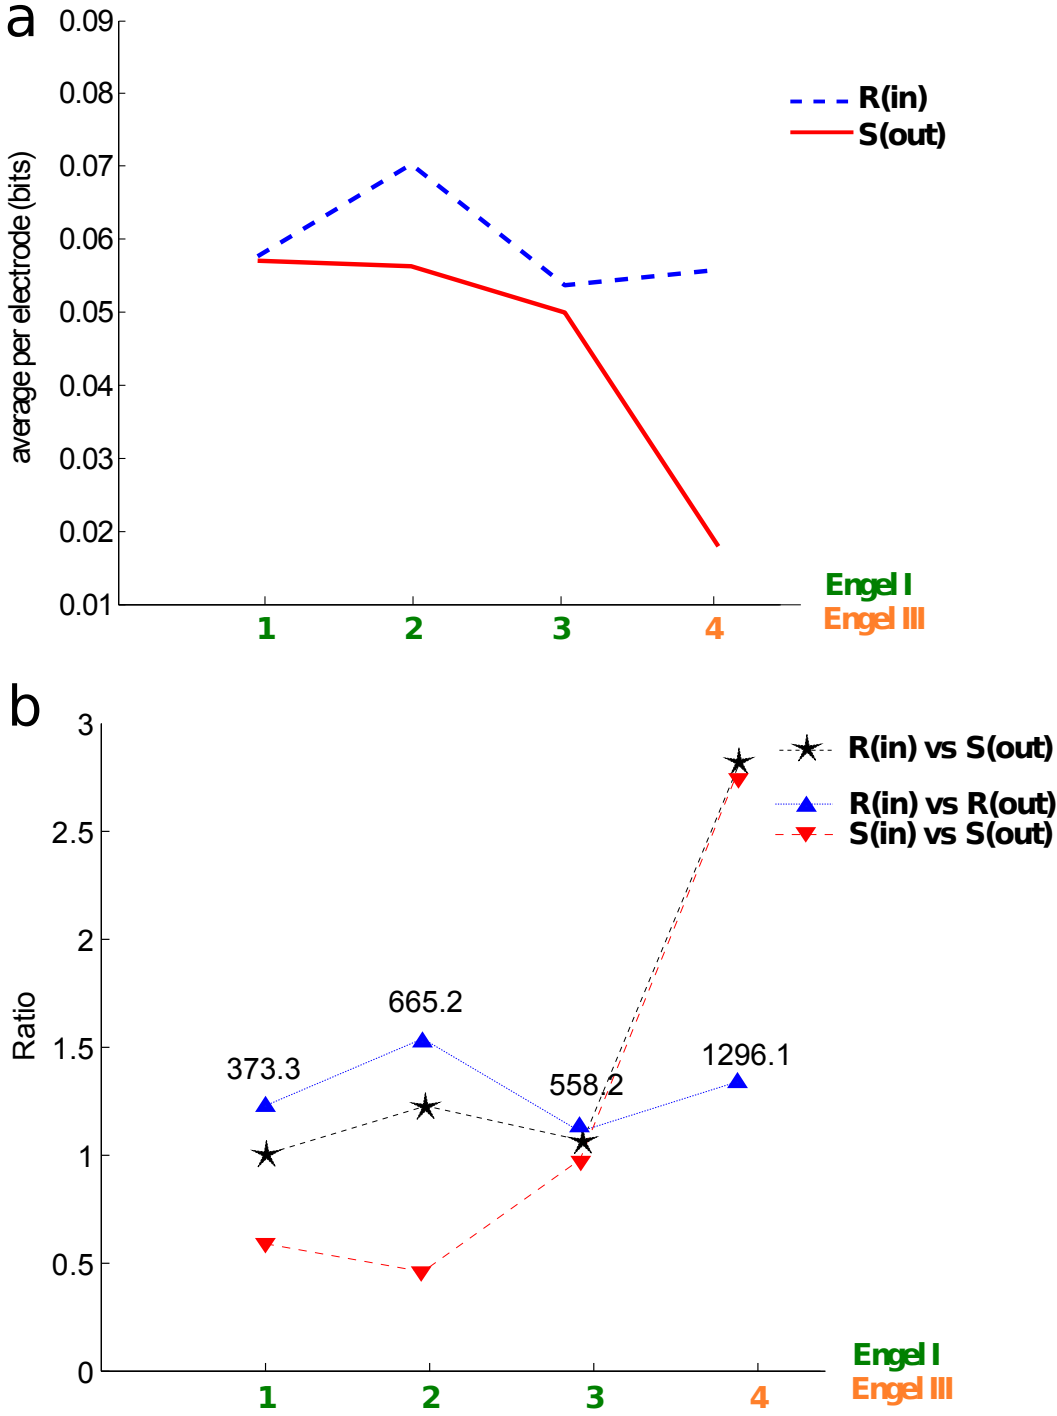 a
0.09
0.08
0.07
0.06
0.05
0.04
0.03
0.02
0.01
average per electrode (bits)
R(in)
S(out)
1 2 3 4
Engel I
Engel III
b
3
2.5
2
1.5
1
0.5
0
Ratio
R(in) vs S(out)
R(in) vs R(out)
S(in) vs S(out)
373.3
665.2
558.2
1296.1
1 2 3 4
Engel I
Engel III